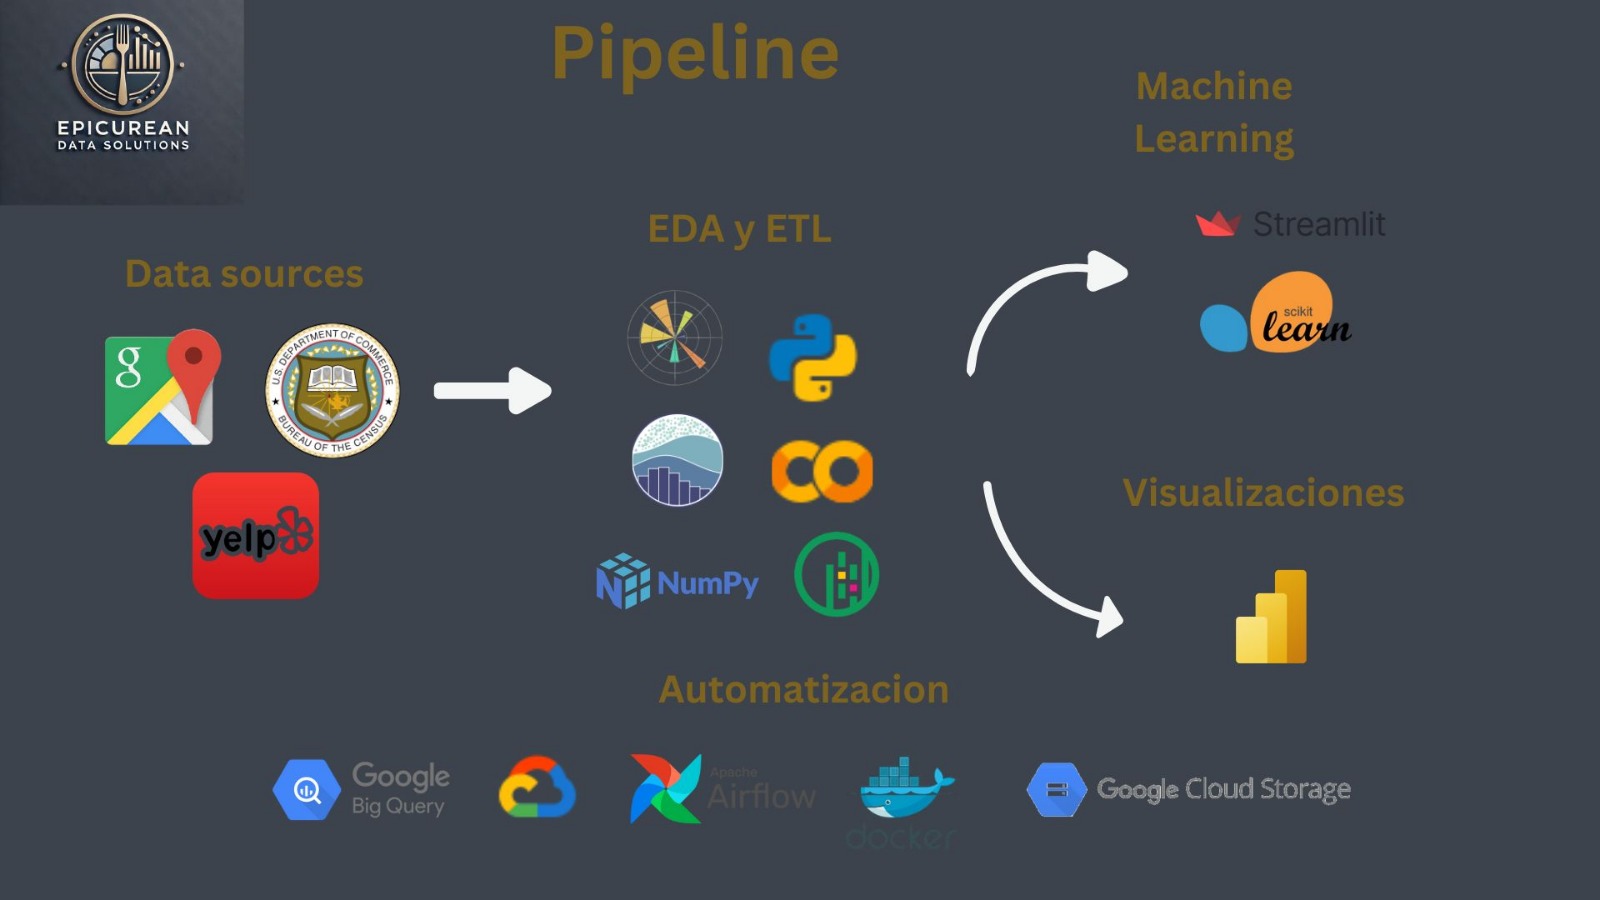 EPICUREAN
DATA SOLUTIONS
Pipeline
Machine
Learning
Streamlit
scikit
learn
EDA y ETL
Data sources
g
U.S. DEPARTMENT OF COMMERCE
BUREAU OF THE CENSUS
yelp
NumPy
Visualizaciones
Automatizacion
Google
Big Query
Apache
Airflow
docker
Google Cloud Storage